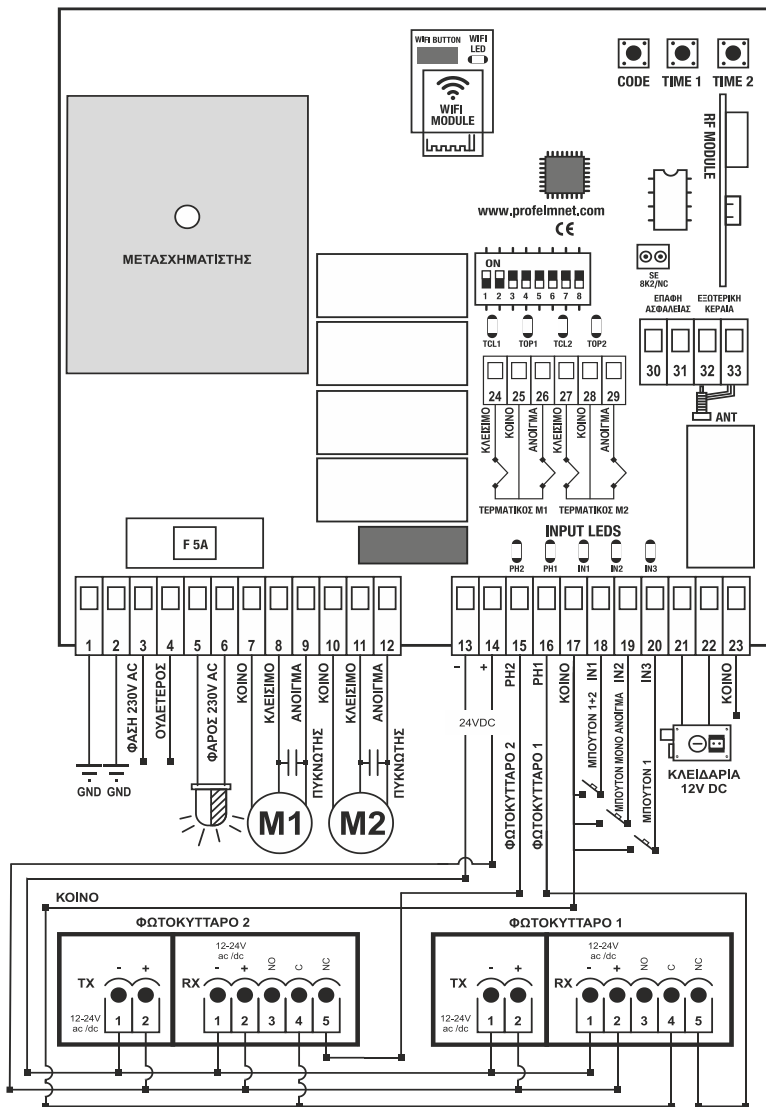 WIFI BUTTON
WIFI
LED
WIFI
MODULE
CODE TIME 1 TIME 2
RF MODULE
www.profelmnet.com
CE
ΜΕΤΑΣΧΗΜΑΤΙΣΤΗΣ
ON
1 2 3 4 5 6 7 8
SE
8K2/NC
ΕΠΑΦΗ
ΑΣΦΑΛΕΙΑΣ
ΕΞΩΤΕΡΙΚΗ
ΚΕΡΑΙΑ
TCL1 TOP1 TCL2 TOP2
30 31 32 33
ANT
24 25 26 27 28 29
ΚΛΕΙΣΙΜΟ
ΚΟΙΝΟ
ΑΝΟΙΓΜΑ
ΚΛΕΙΣΙΜΟ
ΚΟΙΝΟ
ΑΝΟΙΓΜΑ
ΤΕΡΜΑΤΙΚΟΣ Μ1 ΤΕΡΜΑΤΙΚΟΣ Μ2
F 5A
INPUT LEDS
PH2 PH1 IN1 IN2 IN3
1 2 3 4 5 6 7 8 9 10 11 12
13 14 15 16 17 18 19 20 21 22 23
GND GND
ΦΑΣΗ 230V AC
ΟΥΔΕΤΕΡΟΣ
ΦΑΡΟΣ 230V AC
ΚΟΙΝΟ
ΚΛΕΙΣΙΜΟ
ΑΝΟΙΓΜΑ
ΠΥΚΝΩΤΗΣ
ΚΟΙΝΟ
ΚΛΕΙΣΙΜΟ
ΑΝΟΙΓΜΑ
ΠΥΚΝΩΤΗΣ
M1 M2
- +
24VDC
PH2
ΦΩΤΟΚΥΤΤΑΡΟ 2
PH1
ΦΩΤΟΚΥΤΤΑΡΟ 1
ΚΟΙΝΟ
IN1
ΜΠΟΥΤΟΝ 1+2
IN2
ΜΠΟΥΤΟΝ ΜΟΝΟ ΑΝΟΙΓΜΑ
IN3
ΜΠΟΥΤΟΝ 1
ΚΟΙΝΟ
ΚΛΕΙΔΑΡΙΑ
12V DC
ΚΟΙΝΟ
ΦΩΤΟΚΥΤΤΑΡΟ 2
TX - +
12-24V
ac /dc
1 2
RX
12-24V
ac /dc
- + NO C NC
1 2 3 4 5
ΦΩΤΟΚΥΤΤΑΡΟ 1
TX - +
12-24V
ac /dc
1 2
RX
12-24V
ac /dc
- + NO C NC
1 2 3 4 5